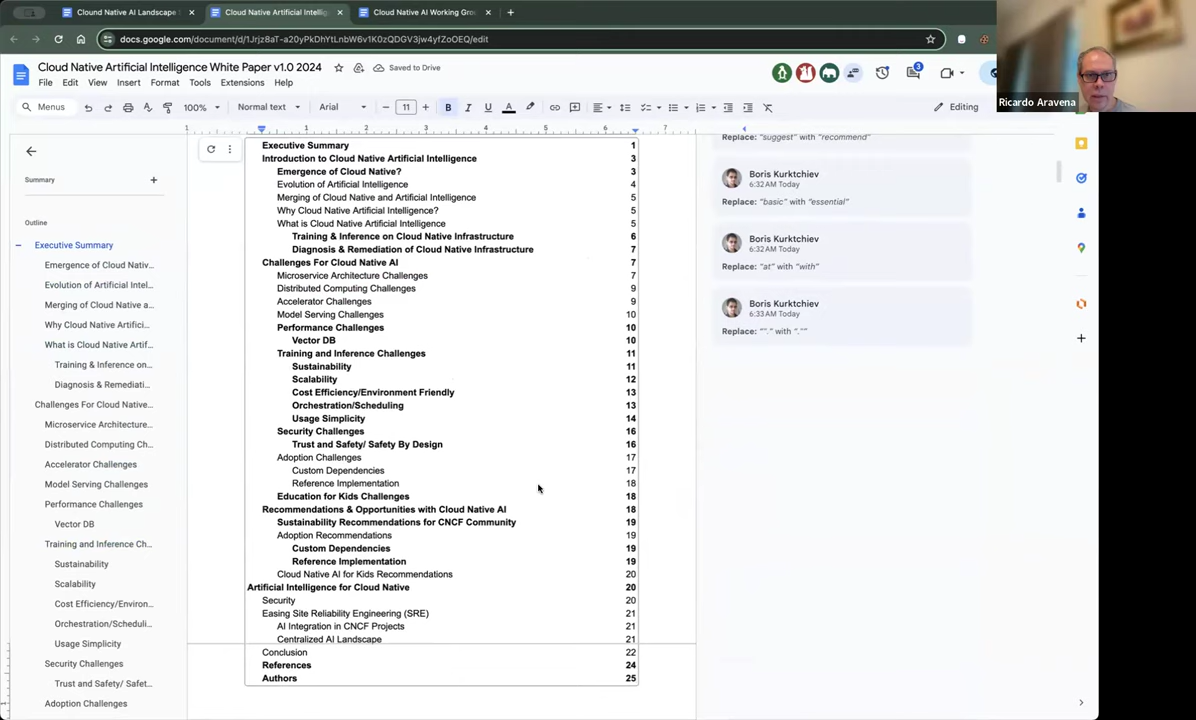 Cloud Native AI Landscape
Cloud Native Artificial Intellig
Cloud Native AI Working Gro
docs.google.com/document/d/1Jrjz8aT-a20yPkDhYtLnbW6v1K0zQDGV3jw4yfZoOEQ/edit
Cloud Native Artificial Intelligence White Paper v1.0 2024
Saved to Drive
File Edit View Insert Format Tools Extensions Help
3
Ricardo Aravena
Menus
100%
Normal text
Arial
11
B I U A
Editing
1 1 2 3 4 5 6 7
Summary
Outline
Executive Summary
Emergence of Cloud Nativ...
Evolution of Artificial Intel...
Merging of Cloud Native a...
Why Cloud Native Artifici...
What is Cloud Native Artif...
Training & Inference on...
Diagnosis & Remediati...
Challenges For Cloud Native...
Microservice Architecture...
Distributed Computing Ch...
Accelerator Challenges
Model Serving Challenges
Performance Challenges
Vector DB
Training and Inference Ch...
Sustainability
Scalability
Cost Efficiency/Environ...
Orchestration/Scheduli...
Usage Simplicity
Security Challenges
Trust and Safety/ Safet...
Adoption Challenges
Executive Summary 1
Introduction to Cloud Native Artificial Intelligence 3
Emergence of Cloud Native? 3
Evolution of Artificial Intelligence 4
Merging of Cloud Native and Artificial Intelligence 5
Why Cloud Native Artificial Intelligence? 5
What is Cloud Native Artificial Intelligence 5
Training & Inference on Cloud Native Infrastructure 6
Diagnosis & Remediation of Cloud Native Infrastructure 7
Challenges For Cloud Native AI 7
Microservice Architecture Challenges 7
Distributed Computing Challenges 9
Accelerator Challenges 9
Model Serving Challenges 10
Performance Challenges 10
Vector DB 10
Training and Inference Challenges 11
Sustainability 11
Scalability 12
Cost Efficiency/Environment Friendly 13
Orchestration/Scheduling 13
Usage Simplicity 14
Security Challenges 16
Trust and Safety/ Safety By Design 16
Adoption Challenges 17
Custom Dependencies 17
Reference Implementation 18
Education for Kids Challenges 18
Recommendations & Opportunities with Cloud Native AI 18
Sustainability Recommendations for CNCF Community 19
Adoption Recommendations 19
Custom Dependencies 19
Reference Implementation 19
Cloud Native AI for Kids Recommendations 20
Artificial Intelligence for Cloud Native 20
Security 20
Easing Site Reliability Engineering (SRE) 21
AI Integration in CNCF Projects 21
Centralized AI Landscape 21
Conclusion 22
References 24
Authors 25
Replace: “suggest” with “recommend”
Boris Kurktchiev
6:32 AM Today
Replace: “basic” with “essential”
Boris Kurktchiev
6:32 AM Today
Replace: “at” with “with”
Boris Kurktchiev
6:33 AM Today
Replace: “”.” with “.””